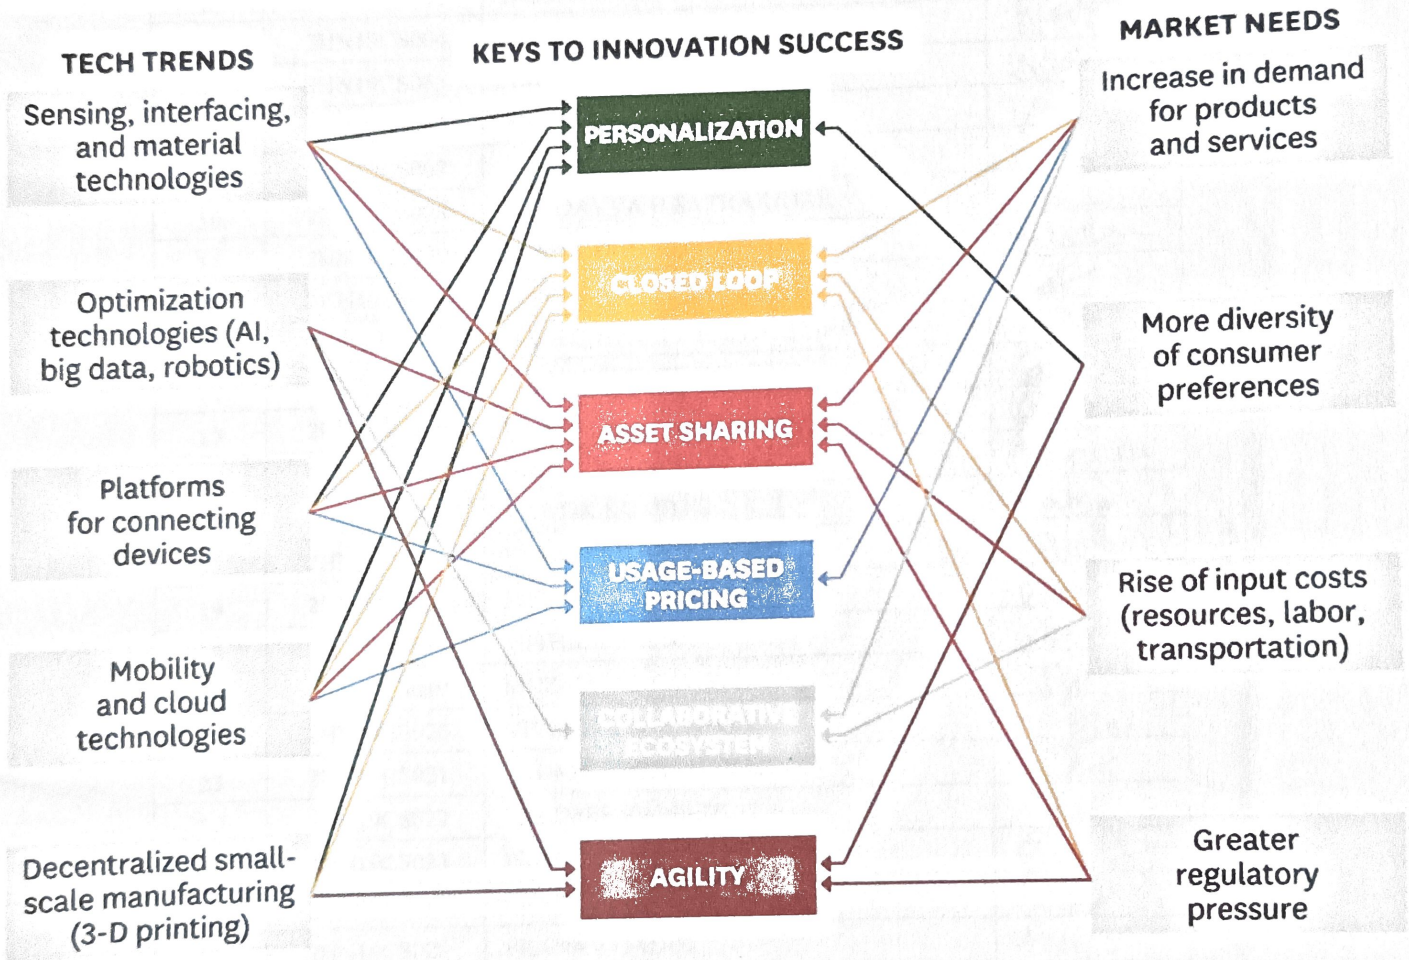 TECH TRENDS
Sensing, interfacing,
and material
technologies
Optimization
technologies (AI,
big data, robotics)
Platforms
for connecting
devices
Mobility
and cloud
technologies
Decentralized small-
scale manufacturing
(3-D printing)
KEYS TO INNOVATION SUCCESS
PERSONALIZATION
CLOSED LOOP
ASSET SHARING
USAGE-BASED
PRICING
COLLABORATIVE
ECOSYSTEM
AGILITY
MARKET NEEDS
Increase in demand
for products
and services
More diversity
of consumer
preferences
Rise of input costs
(resources, labor,
transportation)
Greater
regulatory
pressure